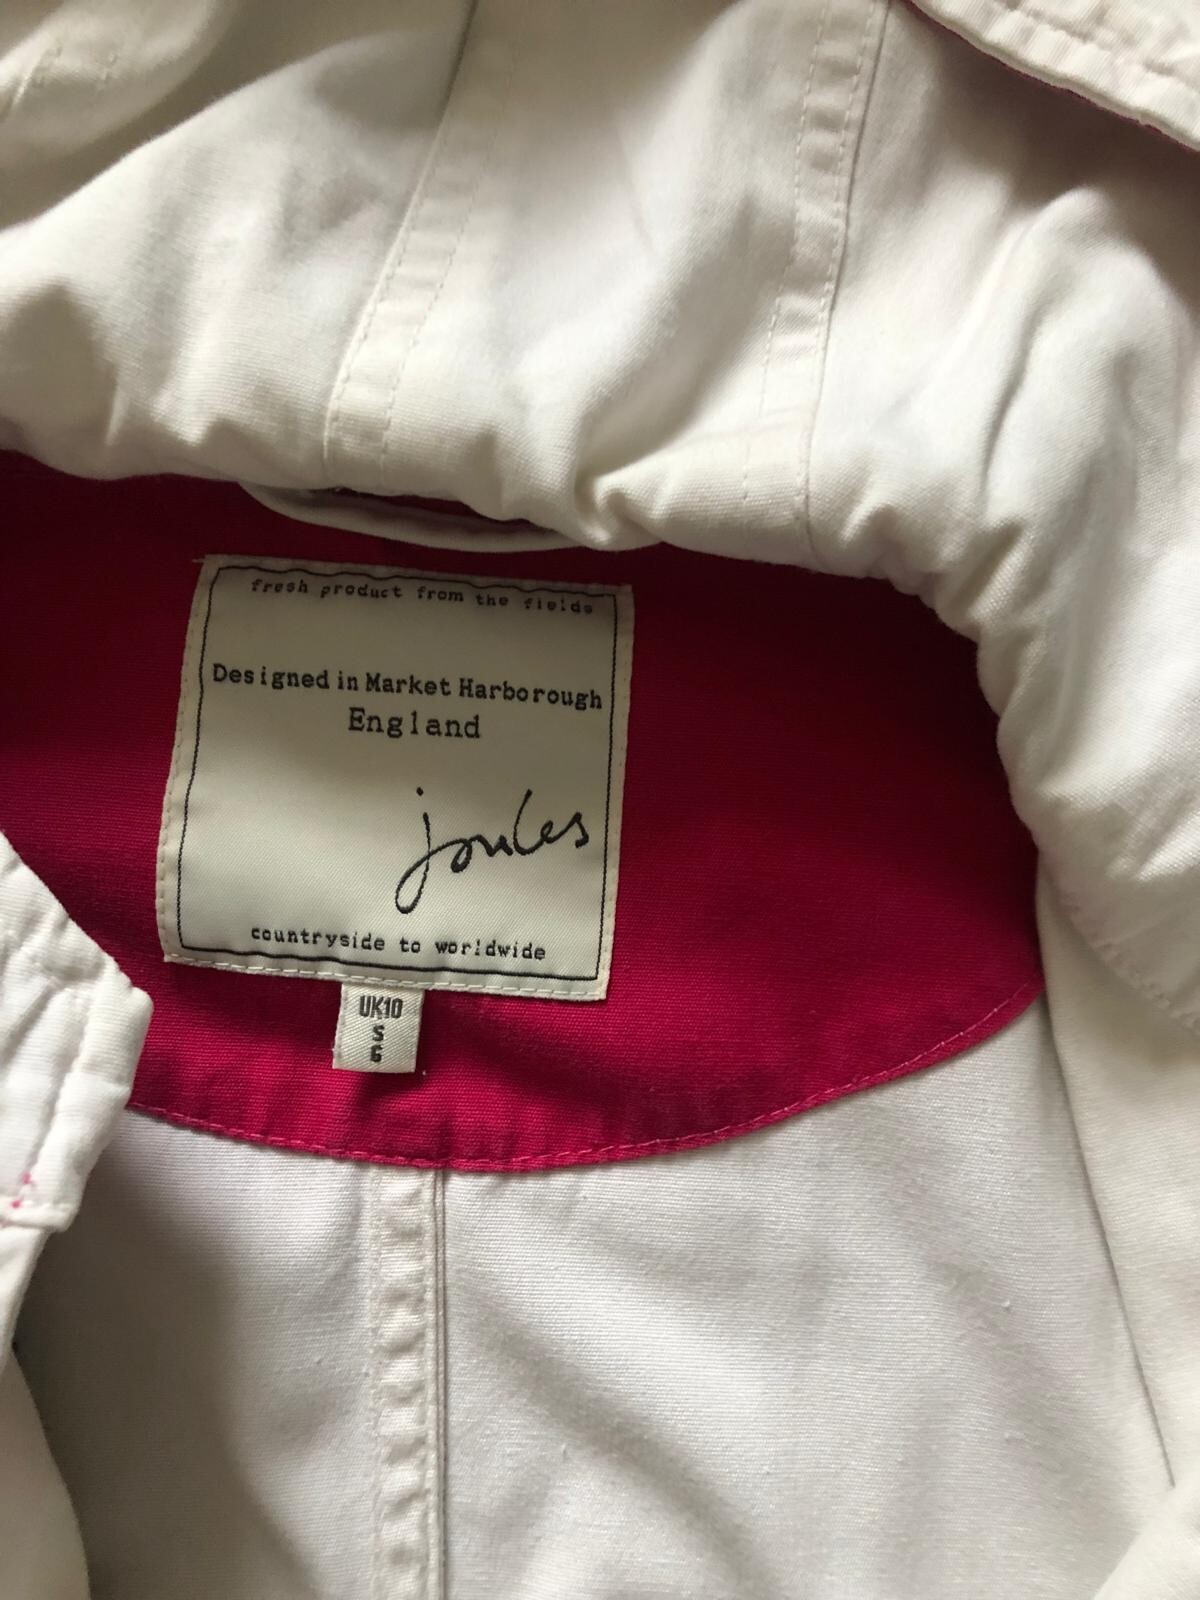 fresh product from the fields
Designed in Market Harborough
England
joules
countryside to worldwide
UK10
S
6